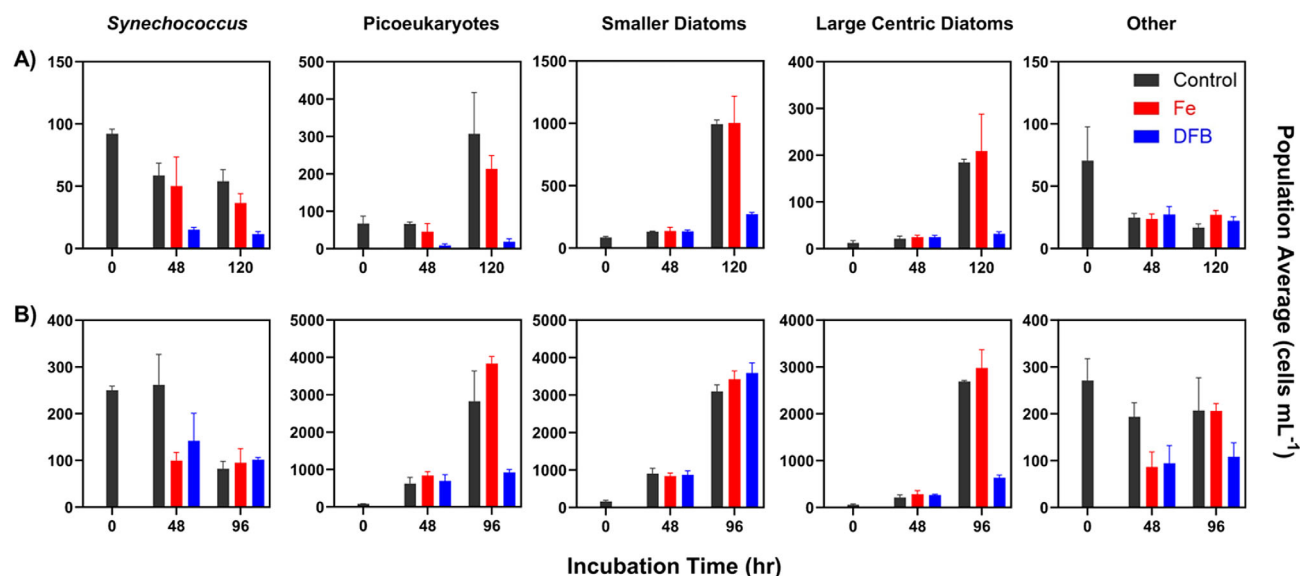 Synechococcus Picoeukaryotes Smaller Diatoms Large Centric Diatoms Other
A)
150 100 50 0
0 48 120
500 400 300 200 100 0
0 48 120
1500 1000 500 0
0 48 120
400 300 200 100 0
0 48 120
150 100 50 0
0 48 120
Control
Fe
DFB
B)
400 300 200 100 0
0 48 96
5000 4000 3000 2000 1000 0
0 48 96
5000 4000 3000 2000 1000 0
0 48 96
4000 3000 2000 1000 0
0 48 96
400 300 200 100 0
0 48 96
Population Average (cells mL⁻¹)
Incubation Time (hr)